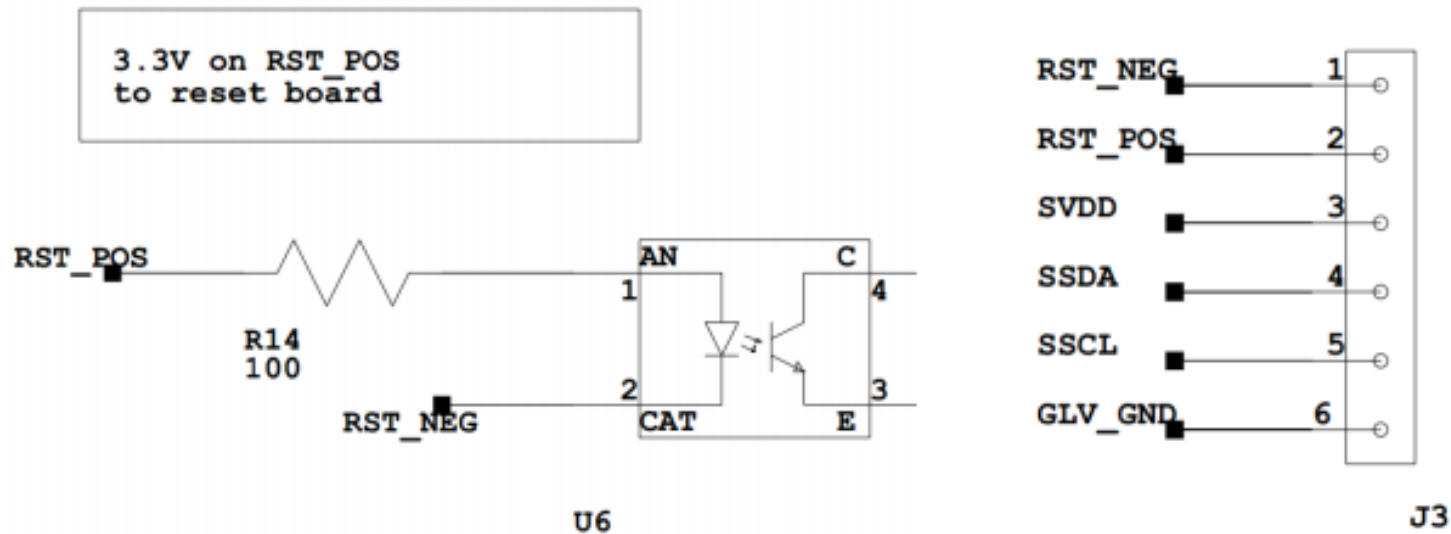 3.3V on RST_POS
to reset board
RST_POS
R14
100
RST_NEG
AN
C
1
4
2
3
CAT
E
U6
RST_NEG
1
RST_POS
2
SVDD
3
SSDA
4
SSCL
5
GLV_GND
6
J3